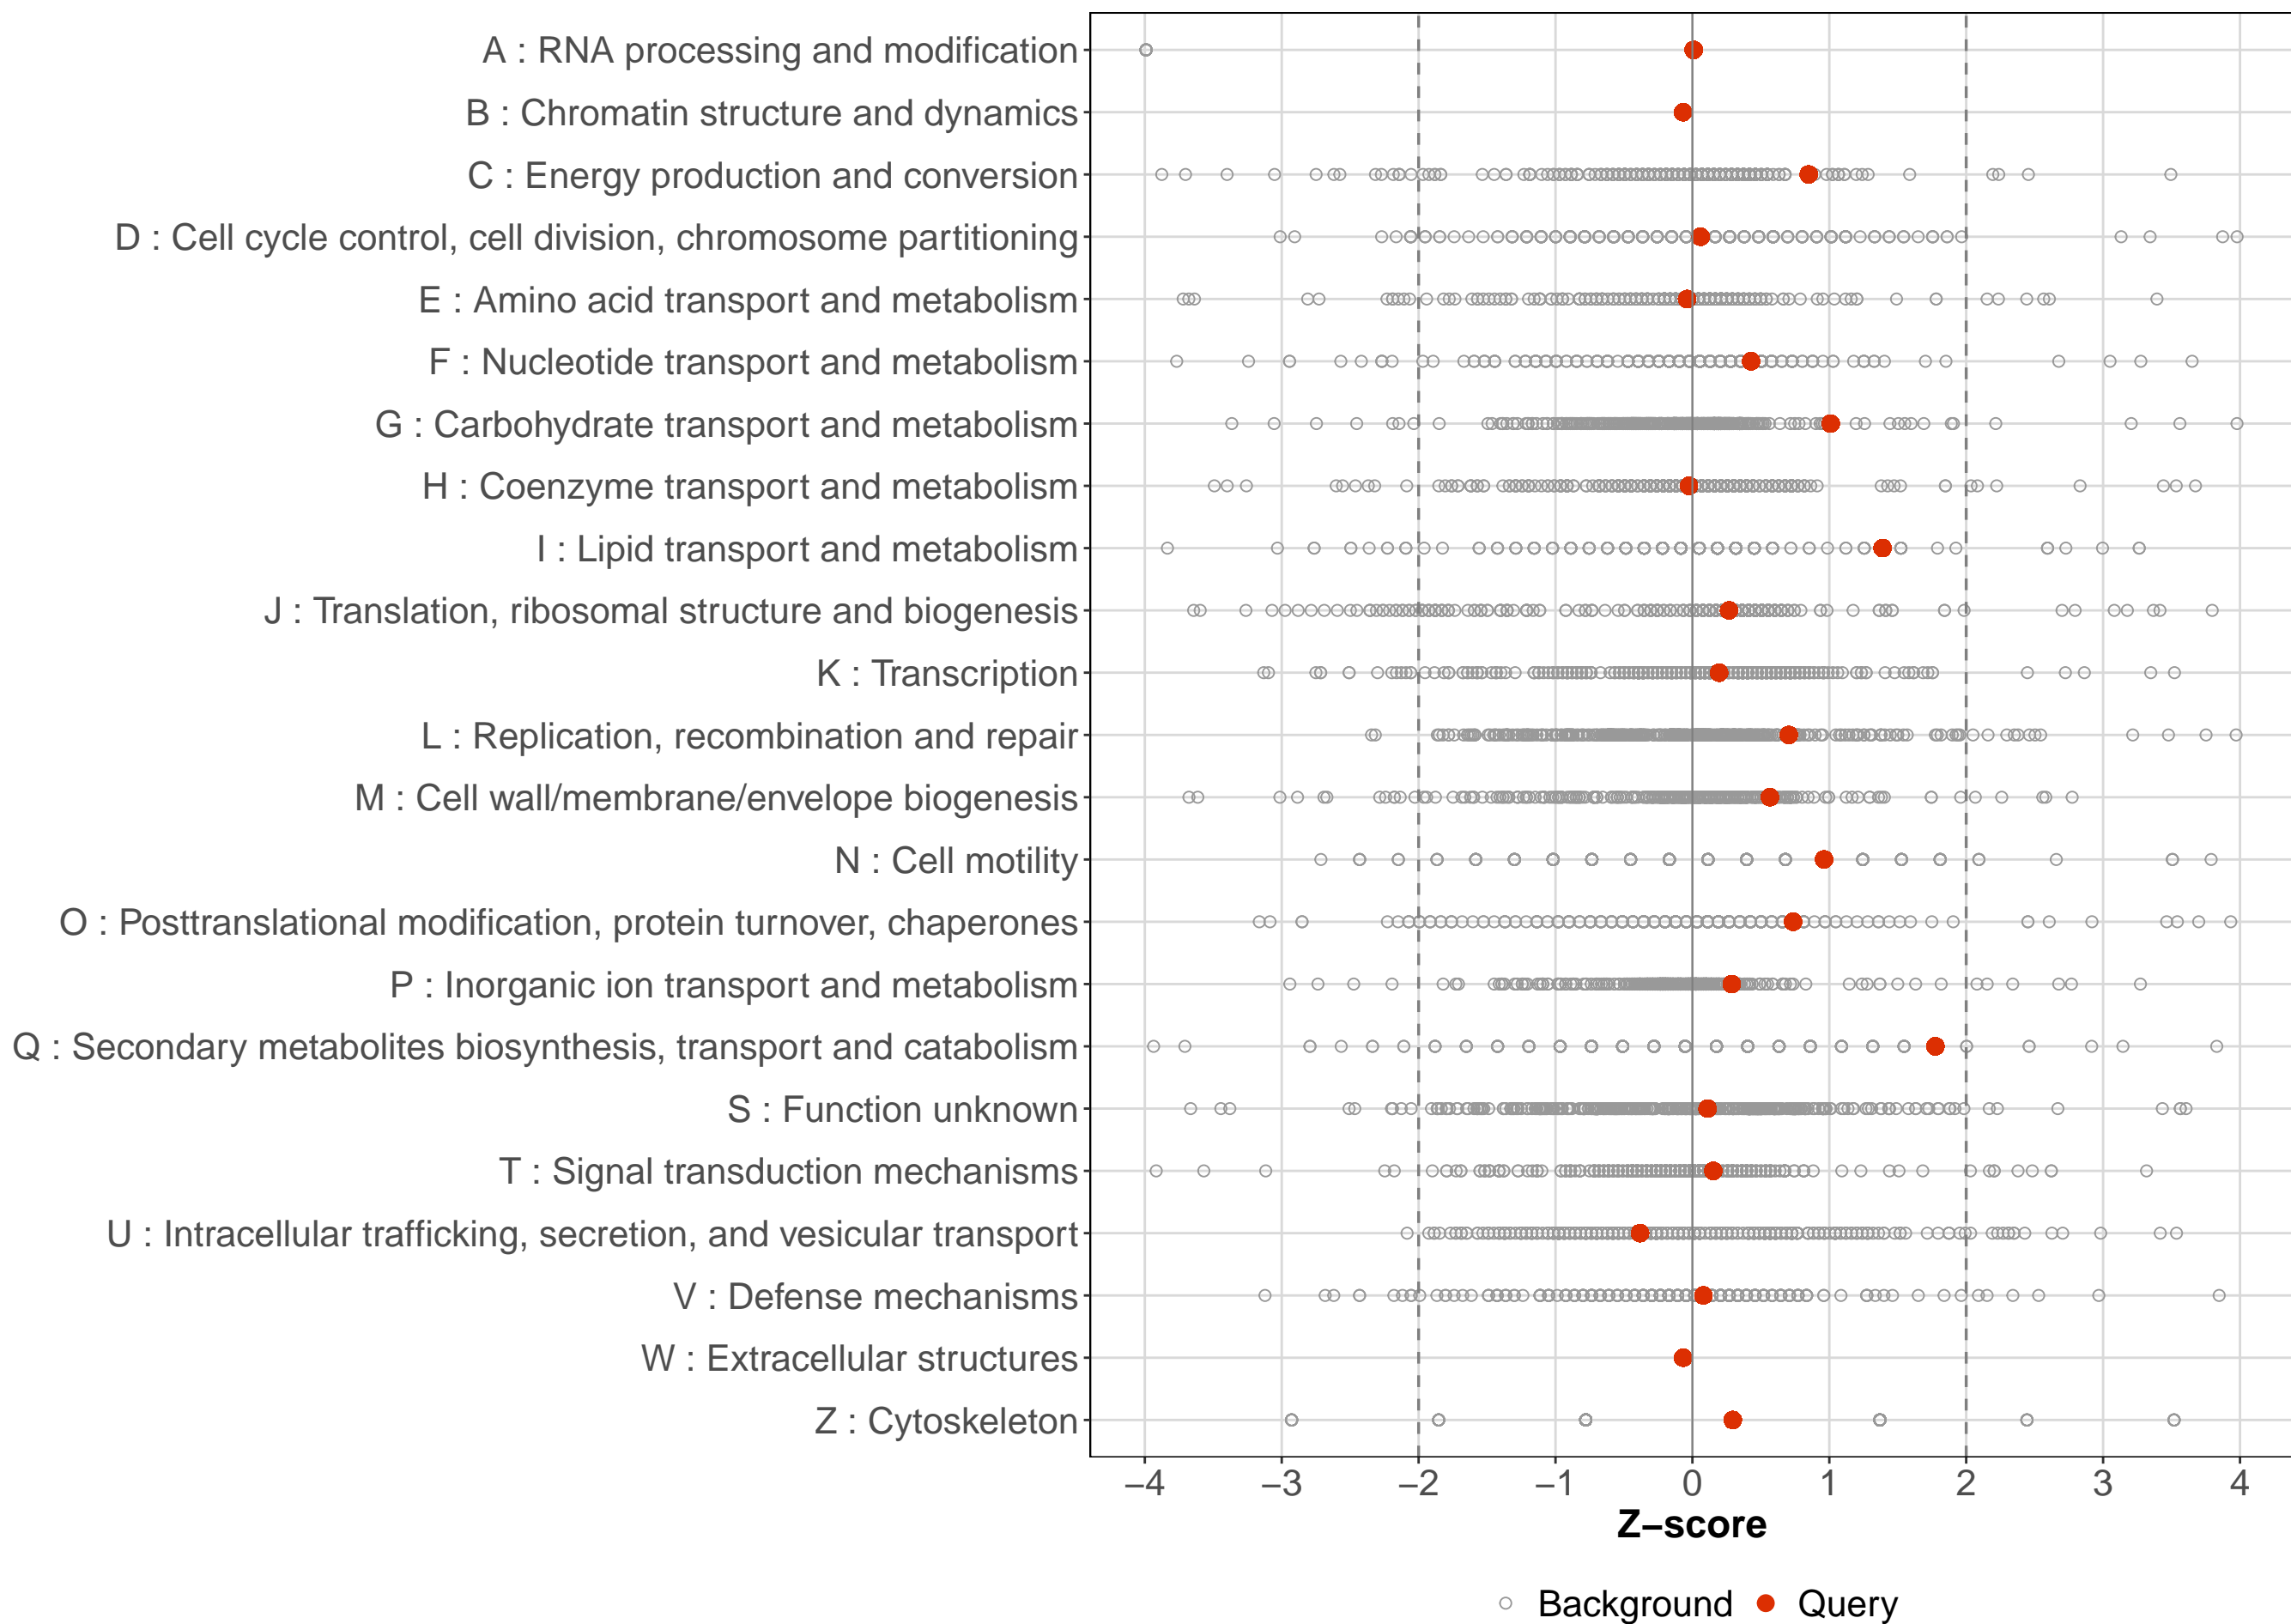 A : RNA processing and modification
B : Chromatin structure and dynamics
C : Energy production and conversion
D : Cell cycle control, cell division, chromosome partitioning
E : Amino acid transport and metabolism
F : Nucleotide transport and metabolism
G : Carbohydrate transport and metabolism
H : Coenzyme transport and metabolism
I : Lipid transport and metabolism
J : Translation, ribosomal structure and biogenesis
K : Transcription
L : Replication, recombination and repair
M : Cell wall/membrane/envelope biogenesis
N : Cell motility
O : Posttranslational modification, protein turnover, chaperones
P : Inorganic ion transport and metabolism
Q : Secondary metabolites biosynthesis, transport and catabolism
S : Function unknown
T : Signal transduction mechanisms
U : Intracellular trafficking, secretion, and vesicular transport
V : Defense mechanisms
W : Extracellular structures
Z : Cytoskeleton
−4 −3 −2 −1 0 1 2 3 4
Z−score
Background Query